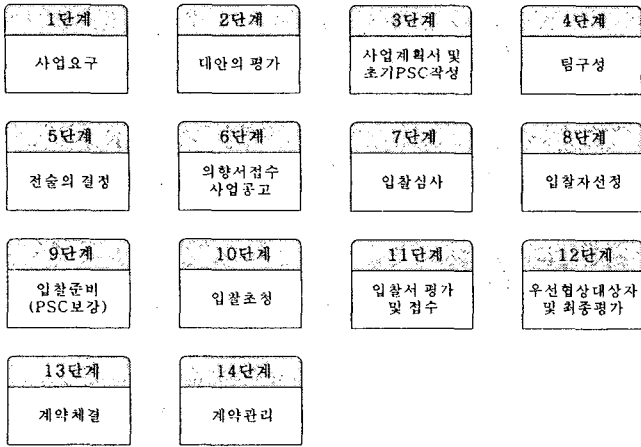 1단계
사업요구
2단계
대안의 평가
3단계
사업계획서 및
초기PSC작성
4단계
팀구성
5단계
전술의 결정
6단계
의향서접수
사업공고
7단계
입찰심사
8단계
입찰자선정
9단계
입찰준비
(PSC보강)
10단계
입찰초청
11단계
입찰서 평가
및 접수
12단계
우선협상대상자
및 최종평가
13단계
계약체결
14단계
계약관리